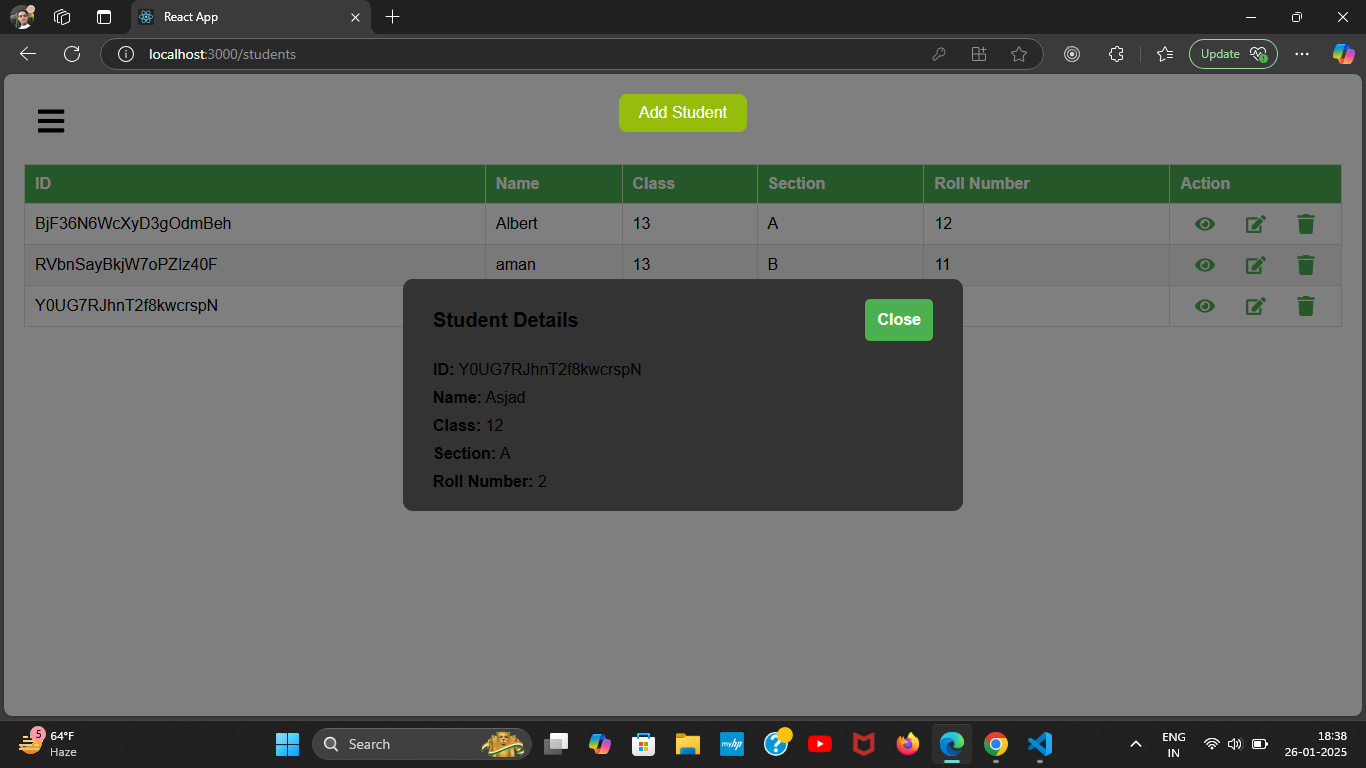 React App
localhost:3000/students
Update
Add Student
ID Name Class Section Roll Number Action
BjF36N6WcXyD3gOdmBeh Albert 13 A 12
RVbnSayBkjW7oPZIz40F aman 13 B 11
Y0UG7RJhnT2f8kwcrspN
Student Details Close
ID: Y0UG7RJhnT2f8kwcrspN
Name: Asjad
Class: 12
Section: A
Roll Number: 2
5
64°F
Haze
Search
myhp
ENG
IN
18:38
26-01-2025